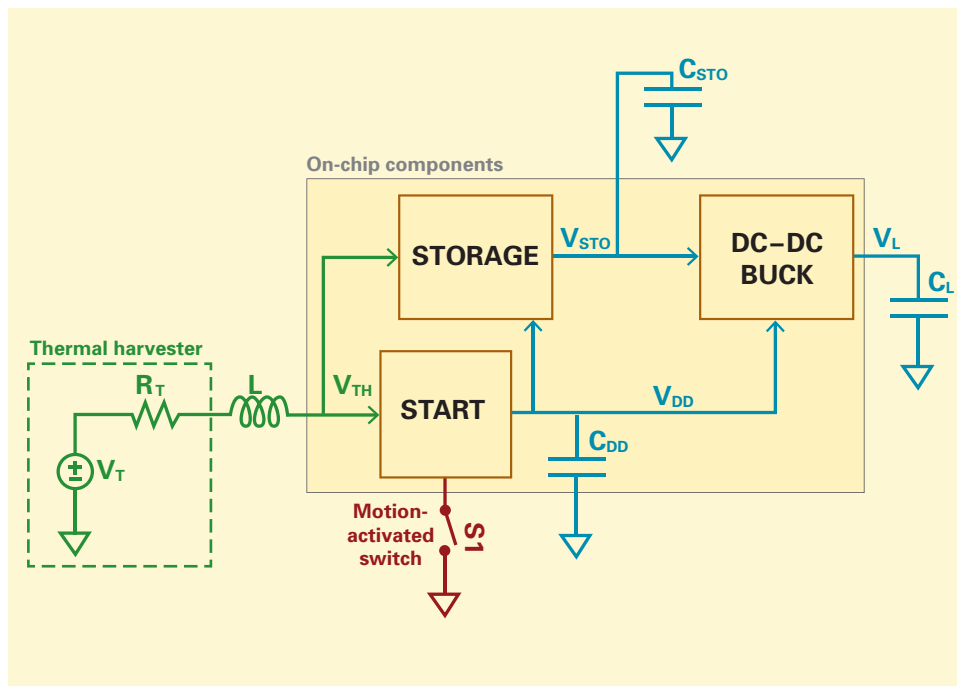 CSTO
On-chip components
STORAGE
VSTO
DC–DC
BUCK
VL
CL
Thermal harvester
RT
L
VTH
START
VDD
CDD
VT
Motion-
activated
switch
S1